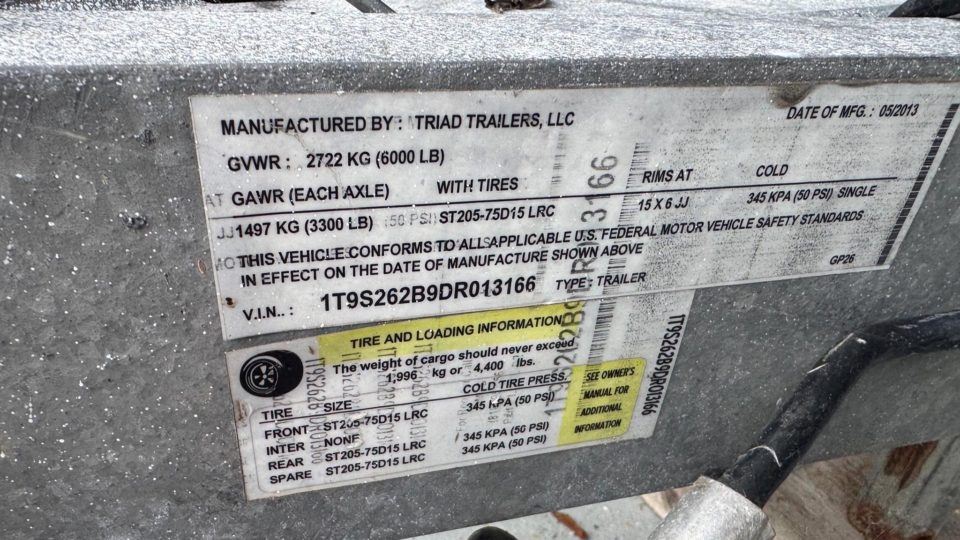 MANUFACTURED BY : TRIAD TRAILERS, LLC DATE OF MFG. : 05/2013
GVWR : 2722 KG (6000 LB)
GAWR (EACH AXLE) WITH TIRES RIMS AT COLD
1497 KG (3300 LB) ST205-75D15 LRC 15 X 6 JJ 345 KPA (50 PSI) SINGLE
THIS VEHICLE CONFORMS TO ALL APPLICABLE U.S. FEDERAL MOTOR VEHICLE SAFETY STANDARDS
IN EFFECT ON THE DATE OF MANUFACTURE SHOWN ABOVE
V.I.N.. : 1T9S262B9DR013166 TYPE : TRAILER GP26
TIRE AND LOADING INFORMATION
The weight of cargo should never exceed
1,996 kg or 4,400 lbs.
TIRE SIZE COLD TIRE PRESS.
FRONT ST205-75D15 LRC 345 KPA (50 PSI)
INTER NONE
REAR ST205-75D15 LRC 345 KPA (50 PSI)
SPARE ST205-75D15 LRC 345 KPA (50 PSI)
SEE OWNER'S
MANUAL FOR
ADDITIONAL
INFORMATION
1T9S262B9DR013166